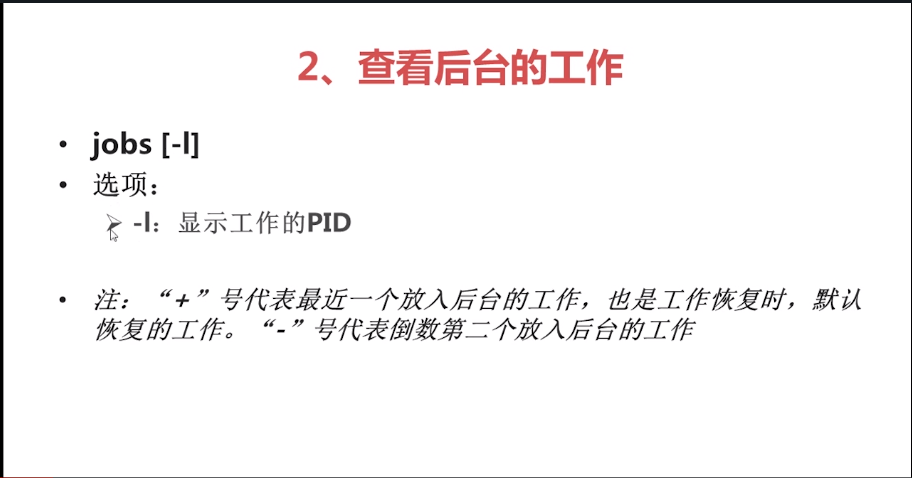 2、查看后台的工作
• jobs [-l]
• 选项：
➢ -l：显示工作的PID
• 注：“+”号代表最近一个放入后台的工作，也是工作恢复时，默认
恢复的工作。“-”号代表倒数第二个放入后台的工作